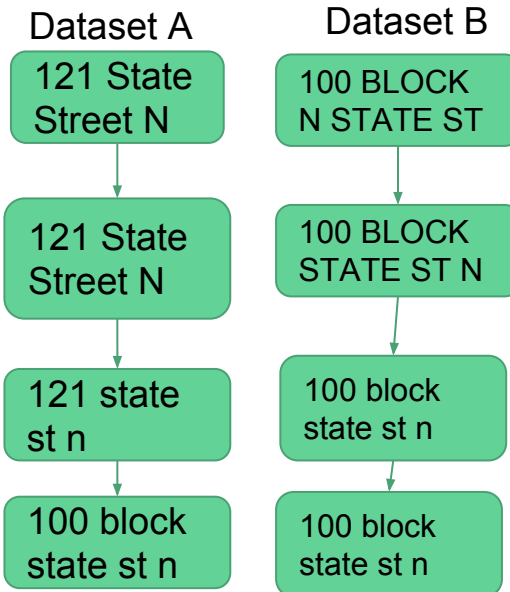 Dataset A
121 State
Street N
121 State
Street N
121 state
st n
100 block
state st n
Dataset B
100 BLOCK
N STATE ST
100 BLOCK
STATE ST N
100 block
state st n
100 block
state st n